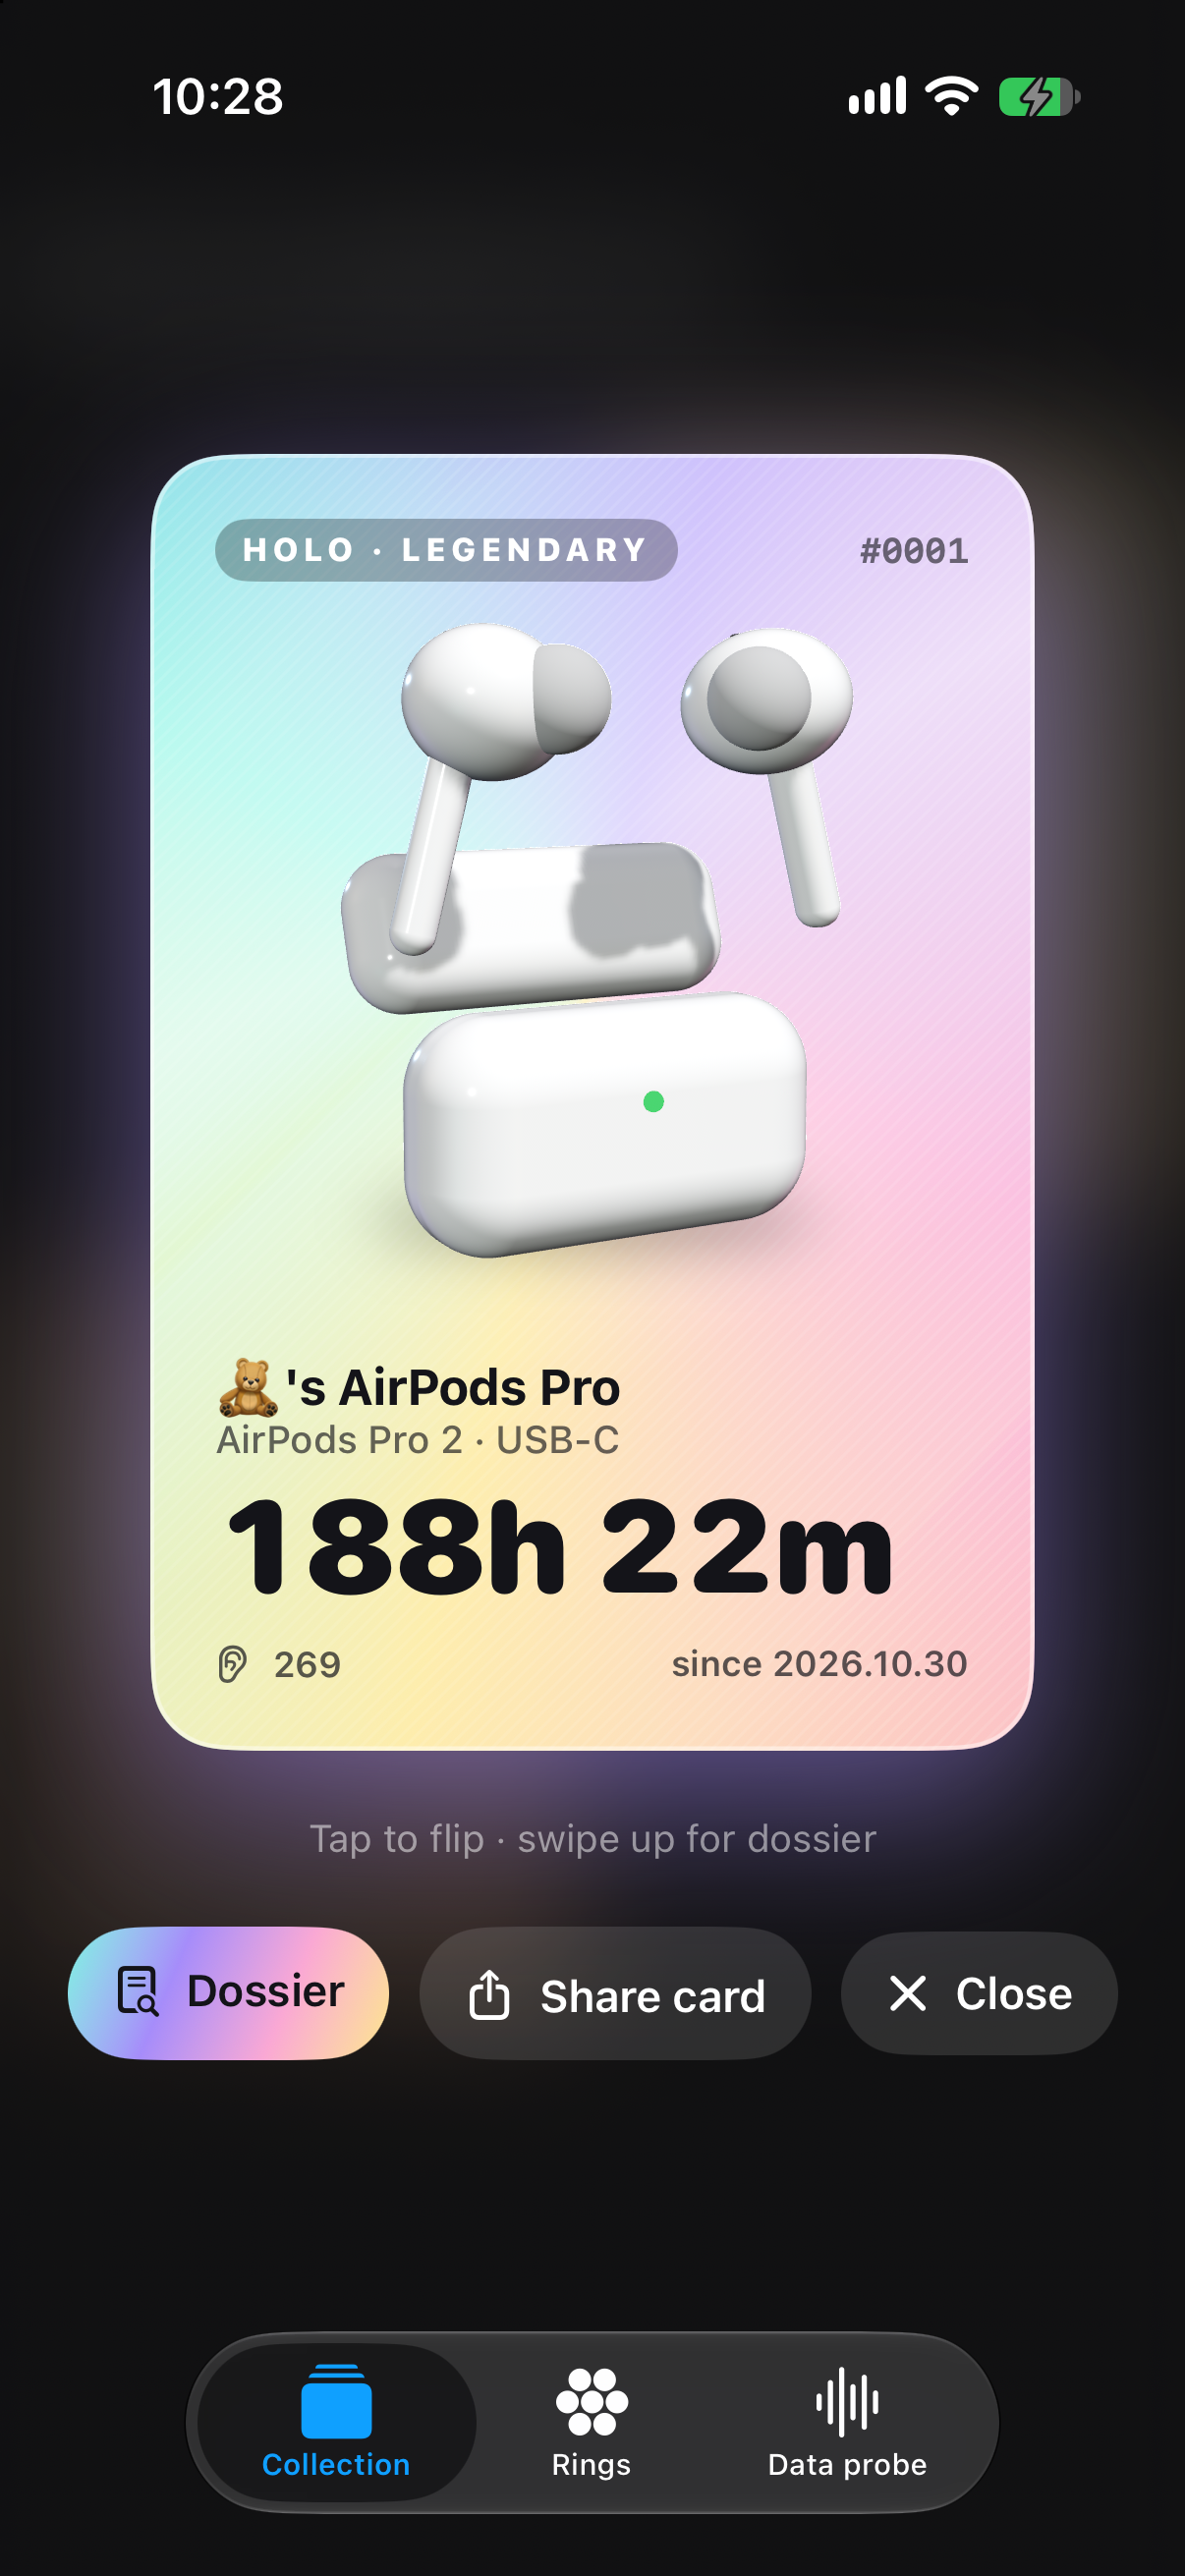 10:28
HOLO · LEGENDARY
#0001
🧸's AirPods Pro
AirPods Pro 2 · USB-C
188h 22m
269
since 2026.10.30
Tap to flip · swipe up for dossier
Dossier
Share card
Close
Collection
Rings
Data probe